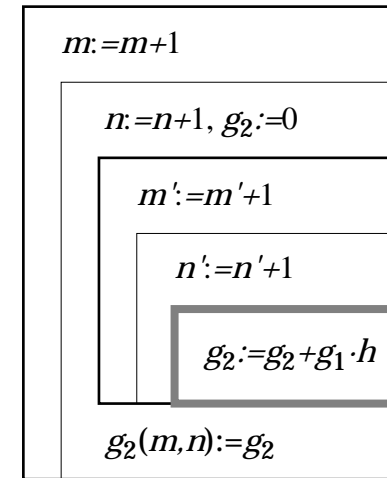 m:=m+1
n:=n+1, g₂:=0
m':=m'+1
n':=n'+1
g₂:=g₂+g₁·h
g₂(m,n):=g₂